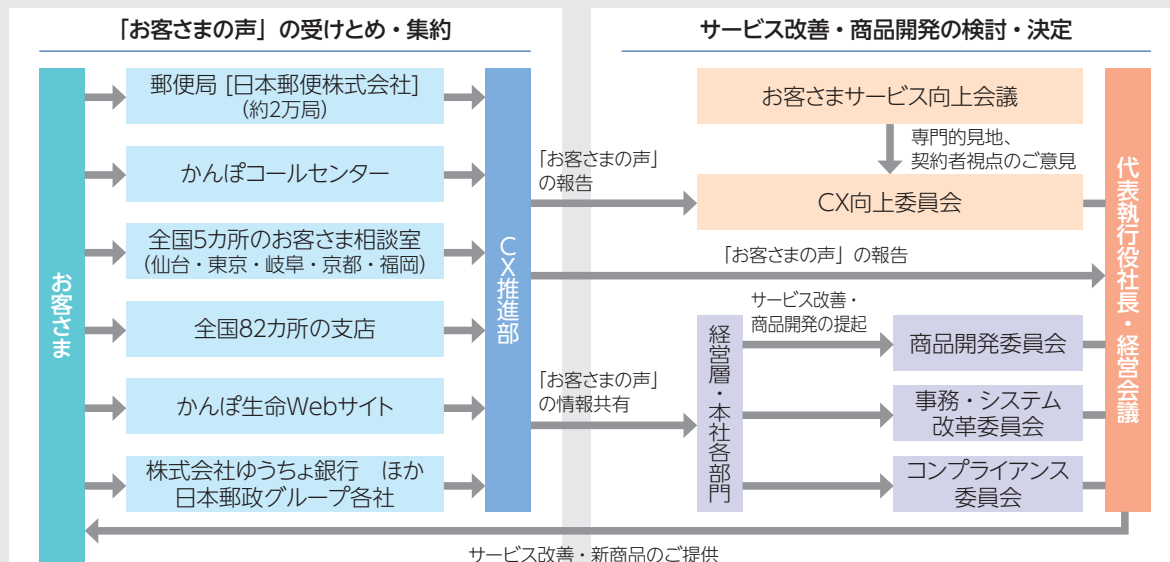 「お客さまの声」の受けとめ・集約
お客さま
郵便局 [日本郵便株式会社]
(約2万局)
かんぽコールセンター
全国5カ所のお客さま相談室
(仙台・東京・岐阜・京都・福岡)
全国82カ所の支店
かんぽ生命Webサイト
株式会社ゆうちょ銀行　ほか
日本郵政グループ各社
CX推進部
「お客さまの声」
の報告
「お客さまの声」の報告
「お客さまの声」
の情報共有
サービス改善・商品開発の検討・決定
お客さまサービス向上会議
専門的見地、
契約者視点のご意見
CX向上委員会
経営層・本社各部門
サービス改善・
商品開発の提起
商品開発委員会
事務・システム
改革委員会
コンプライアンス
委員会
代表執行役社長・経営会議
サービス改善・新商品のご提供